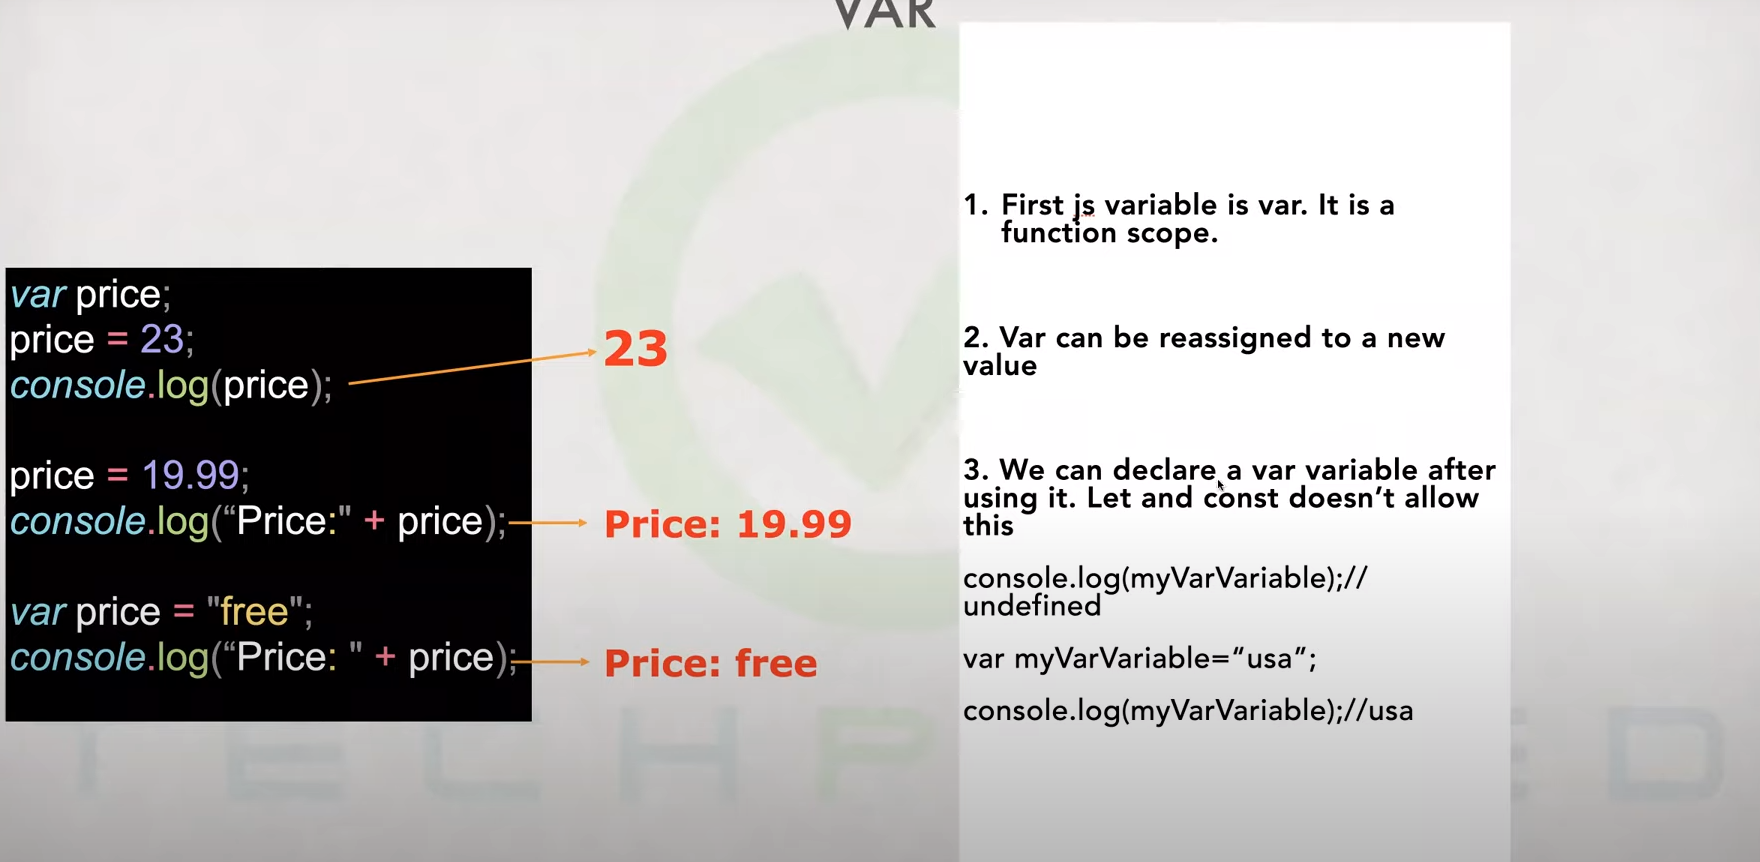 VAR
var price;
price = 23;
console.log(price);
price = 19.99;
console.log(“Price:" + price);
var price = "free";
console.log(“Price: " + price);
23
Price: 19.99
Price: free
1. First js variable is var. It is a
function scope.
2. Var can be reassigned to a new
value
3. We can declare a var variable after
using it. Let and const doesn’t allow
this
console.log(myVarVariable);//
undefined
var myVarVariable=“usa”;
console.log(myVarVariable);//usa
TECHP ED